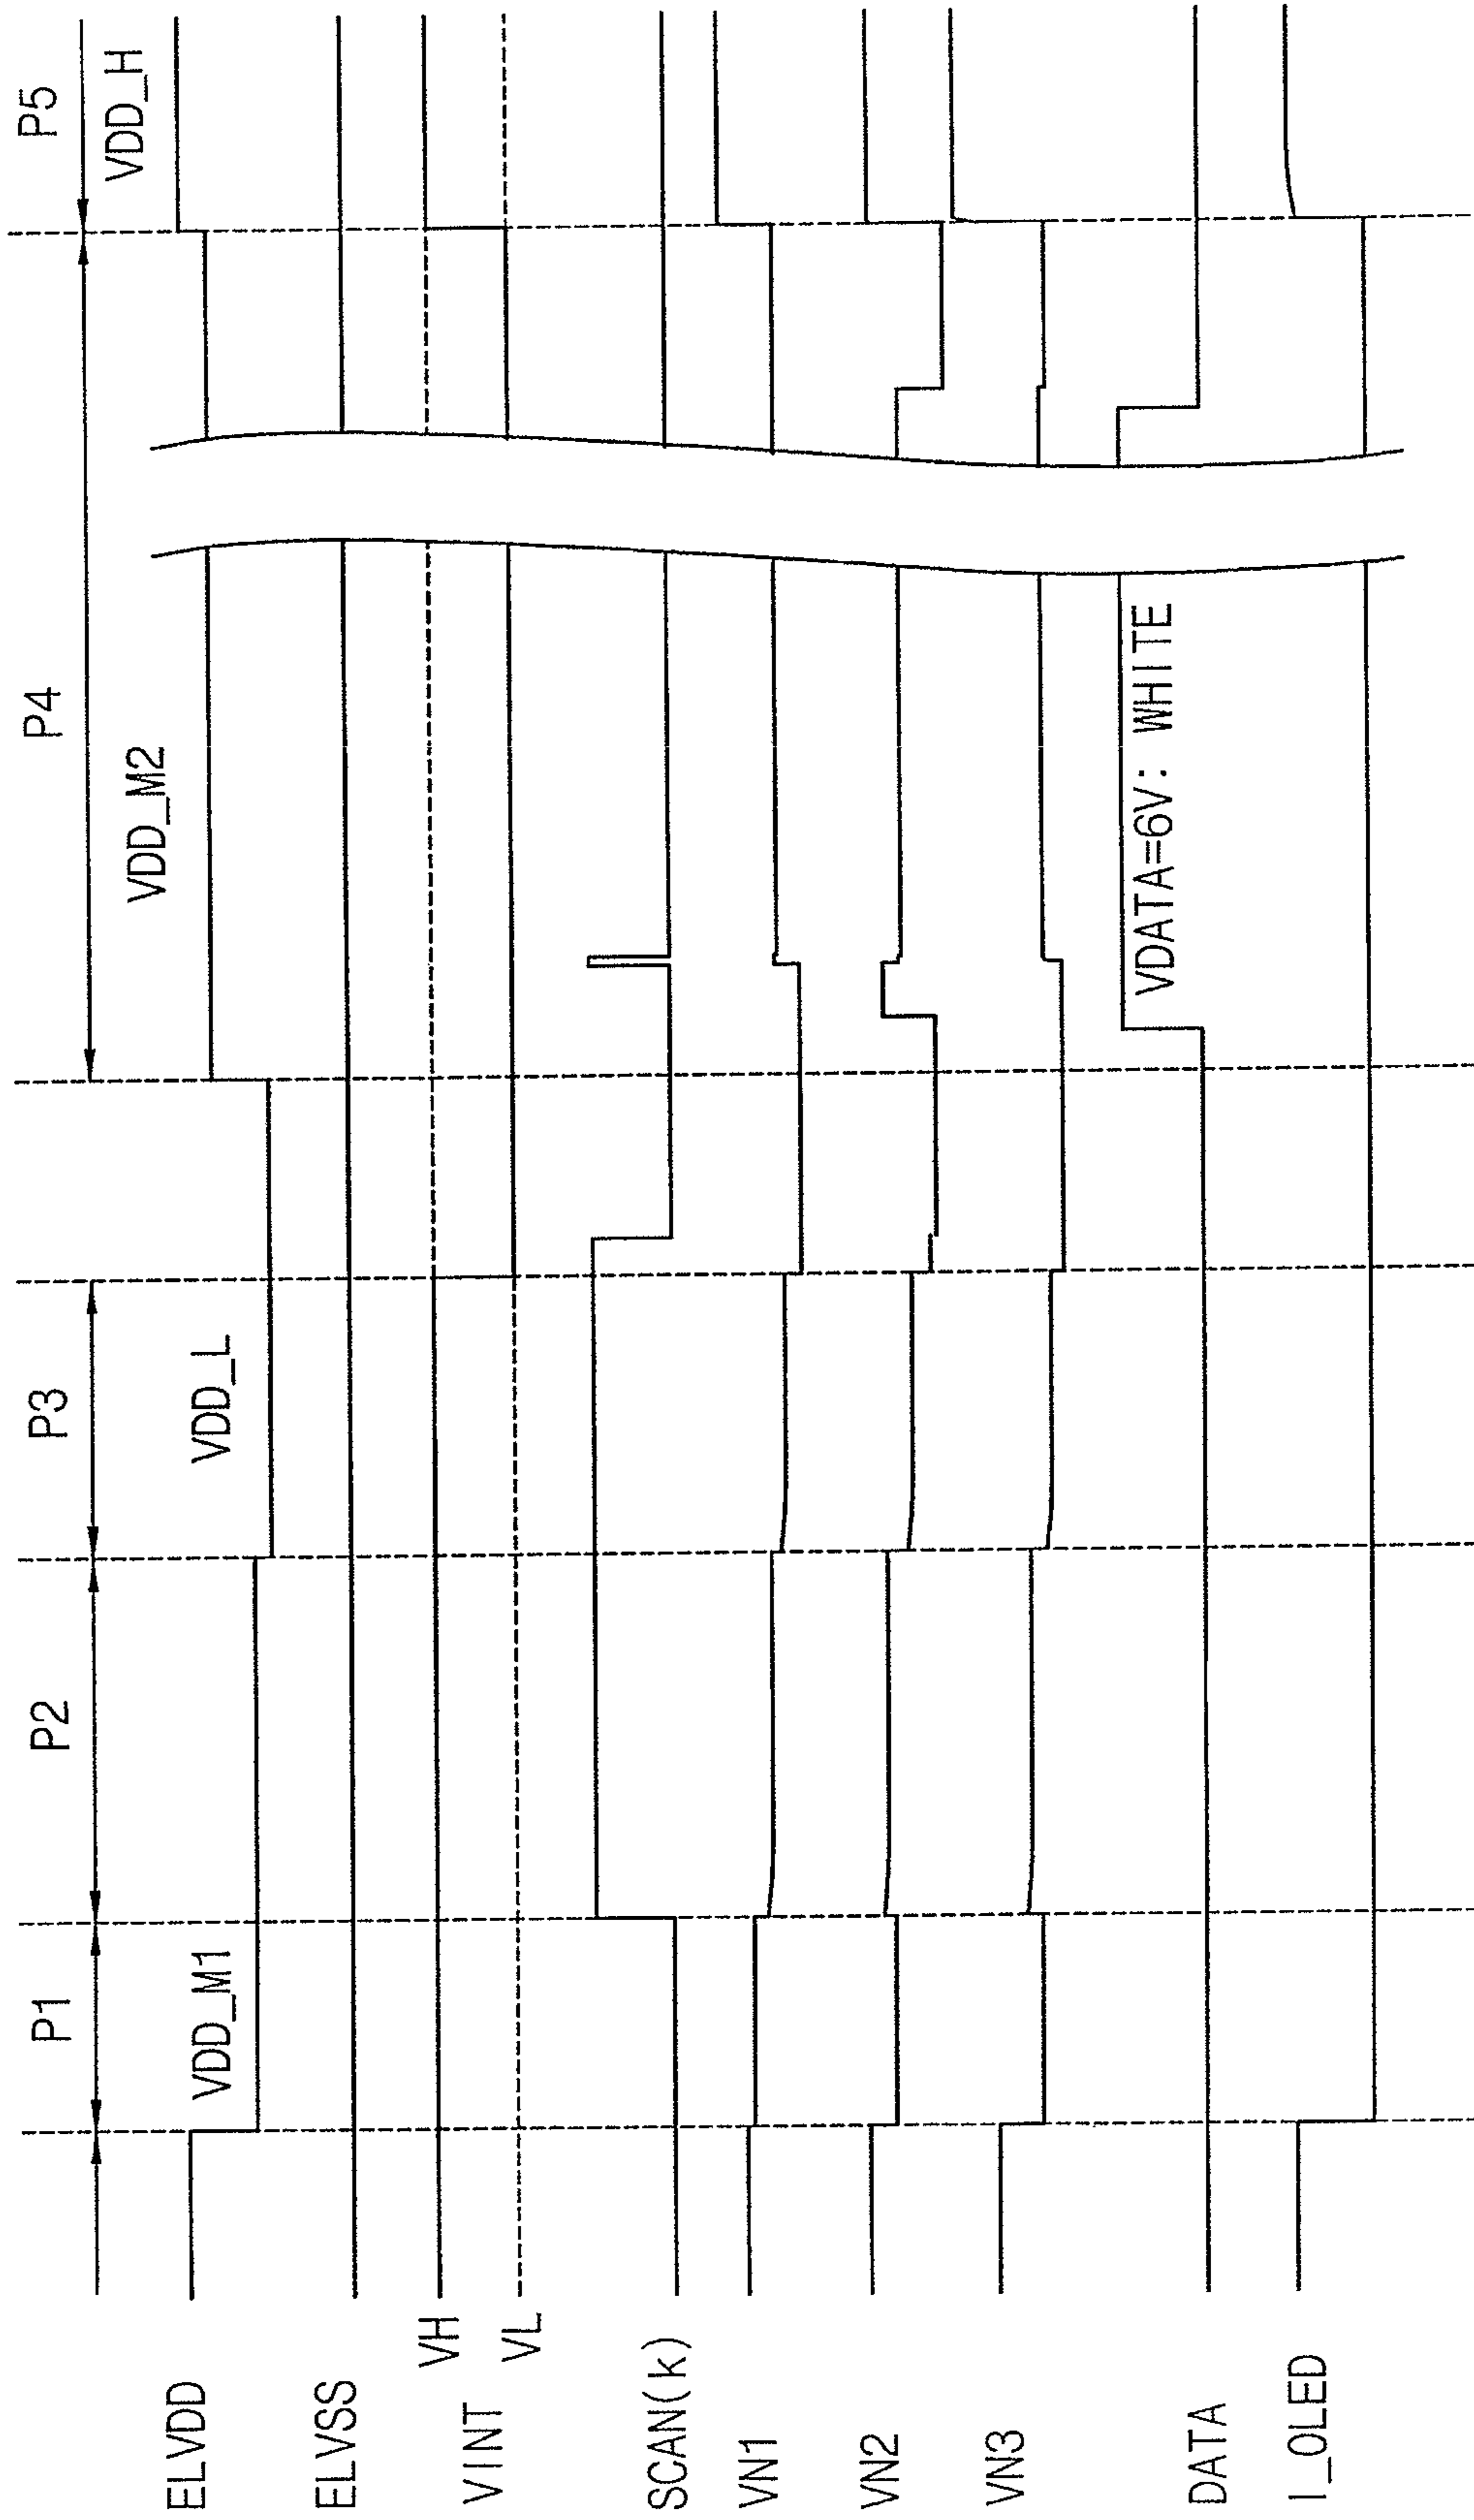 P1
P2
P3
P4
P5
ELVDD
VDD_M1
VDD_L
VDD_M2
VDD_H
ELVSS
VINT
VH
VL
SCAN(k)
VN1
VN2
VN3
DATA
VDATA=6V: WHITE
I_OLED